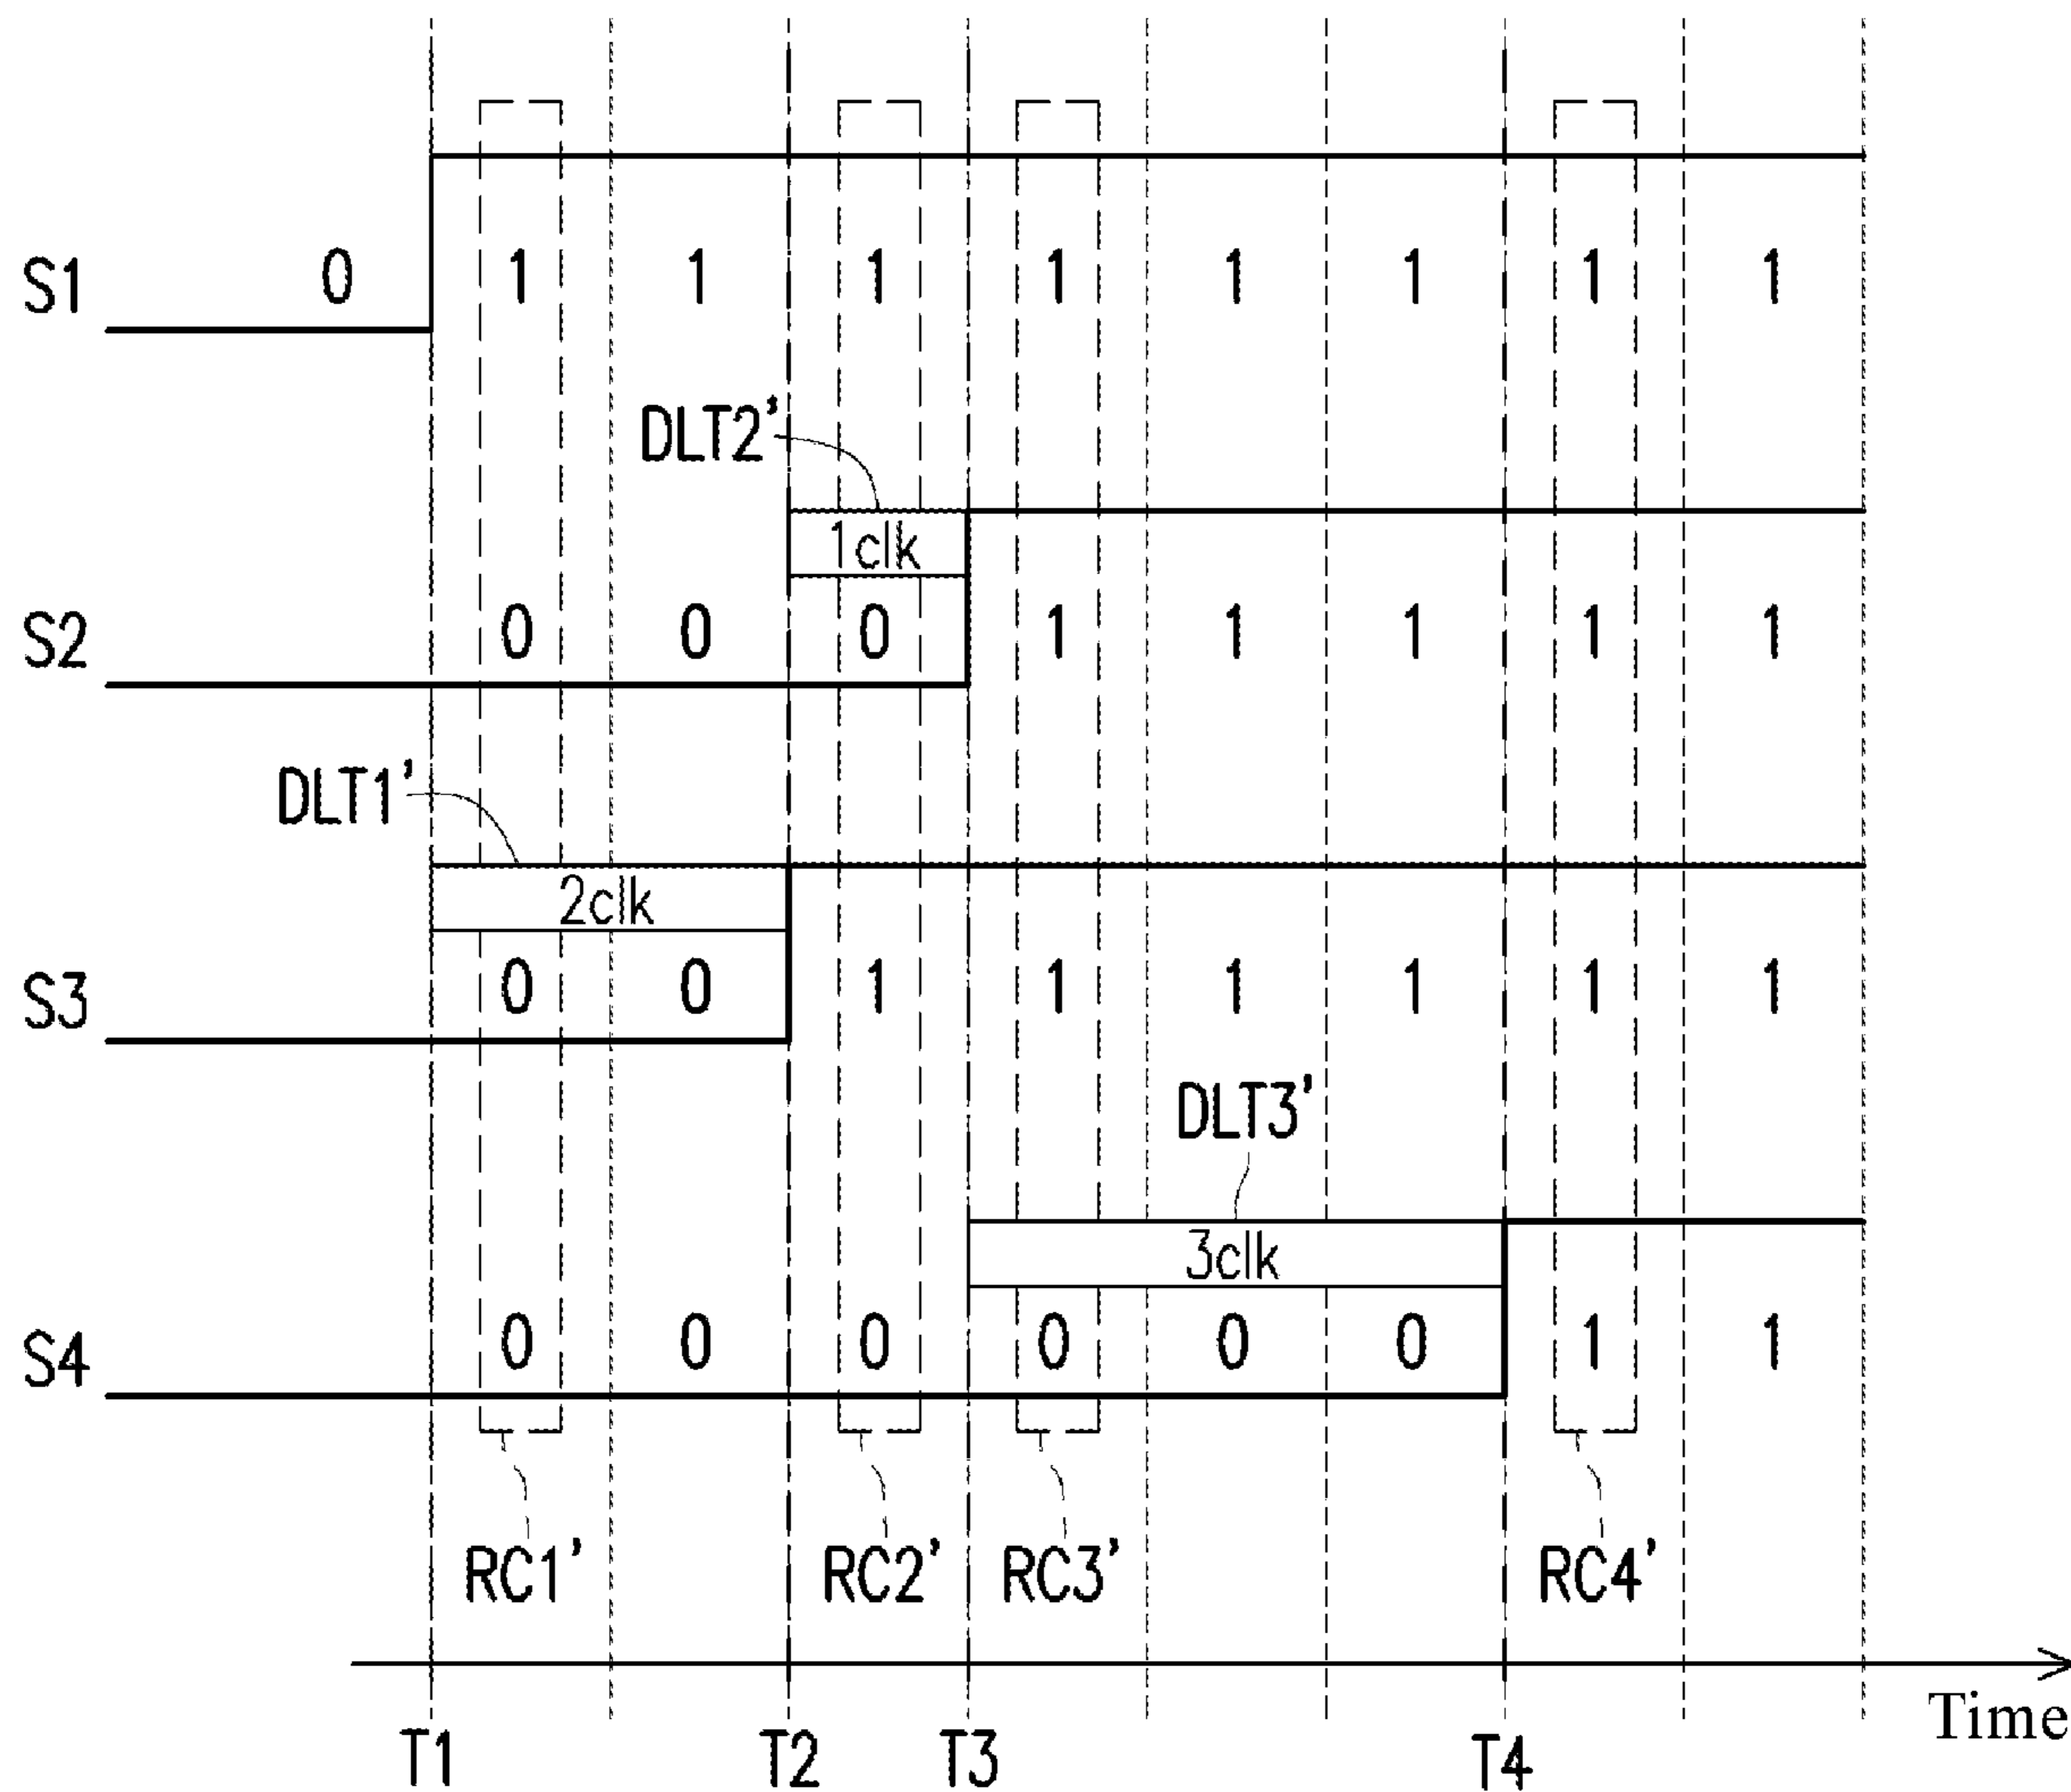 S1 0 1 1 1 1 1 1 1 1
DLT2'
1clk
S2 0 0 0 1 1 1 1 1
DLT1'
2clk
S3 0 0 1 1 1 1 1 1
DLT3'
3clk
S4 0 0 0 0 0 0 1 1
RC1' RC2' RC3' RC4'
Time
T1 T2 T3 T4